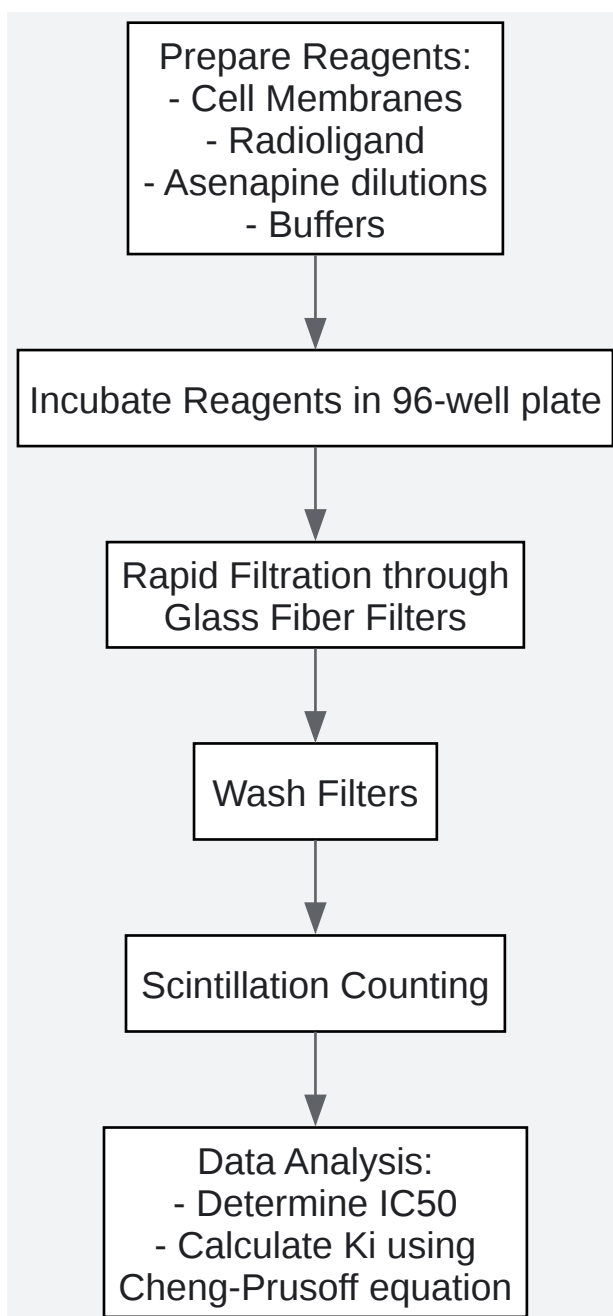 Prepare Reagents:
- Cell Membranes
- Radioligand
- Asenapine dilutions
- Buffers
Incubate Reagents in 96-well plate
Rapid Filtration through
Glass Fiber Filters
Wash Filters
Scintillation Counting
Data Analysis:
- Determine IC50
- Calculate Ki using
Cheng-Prusoff equation